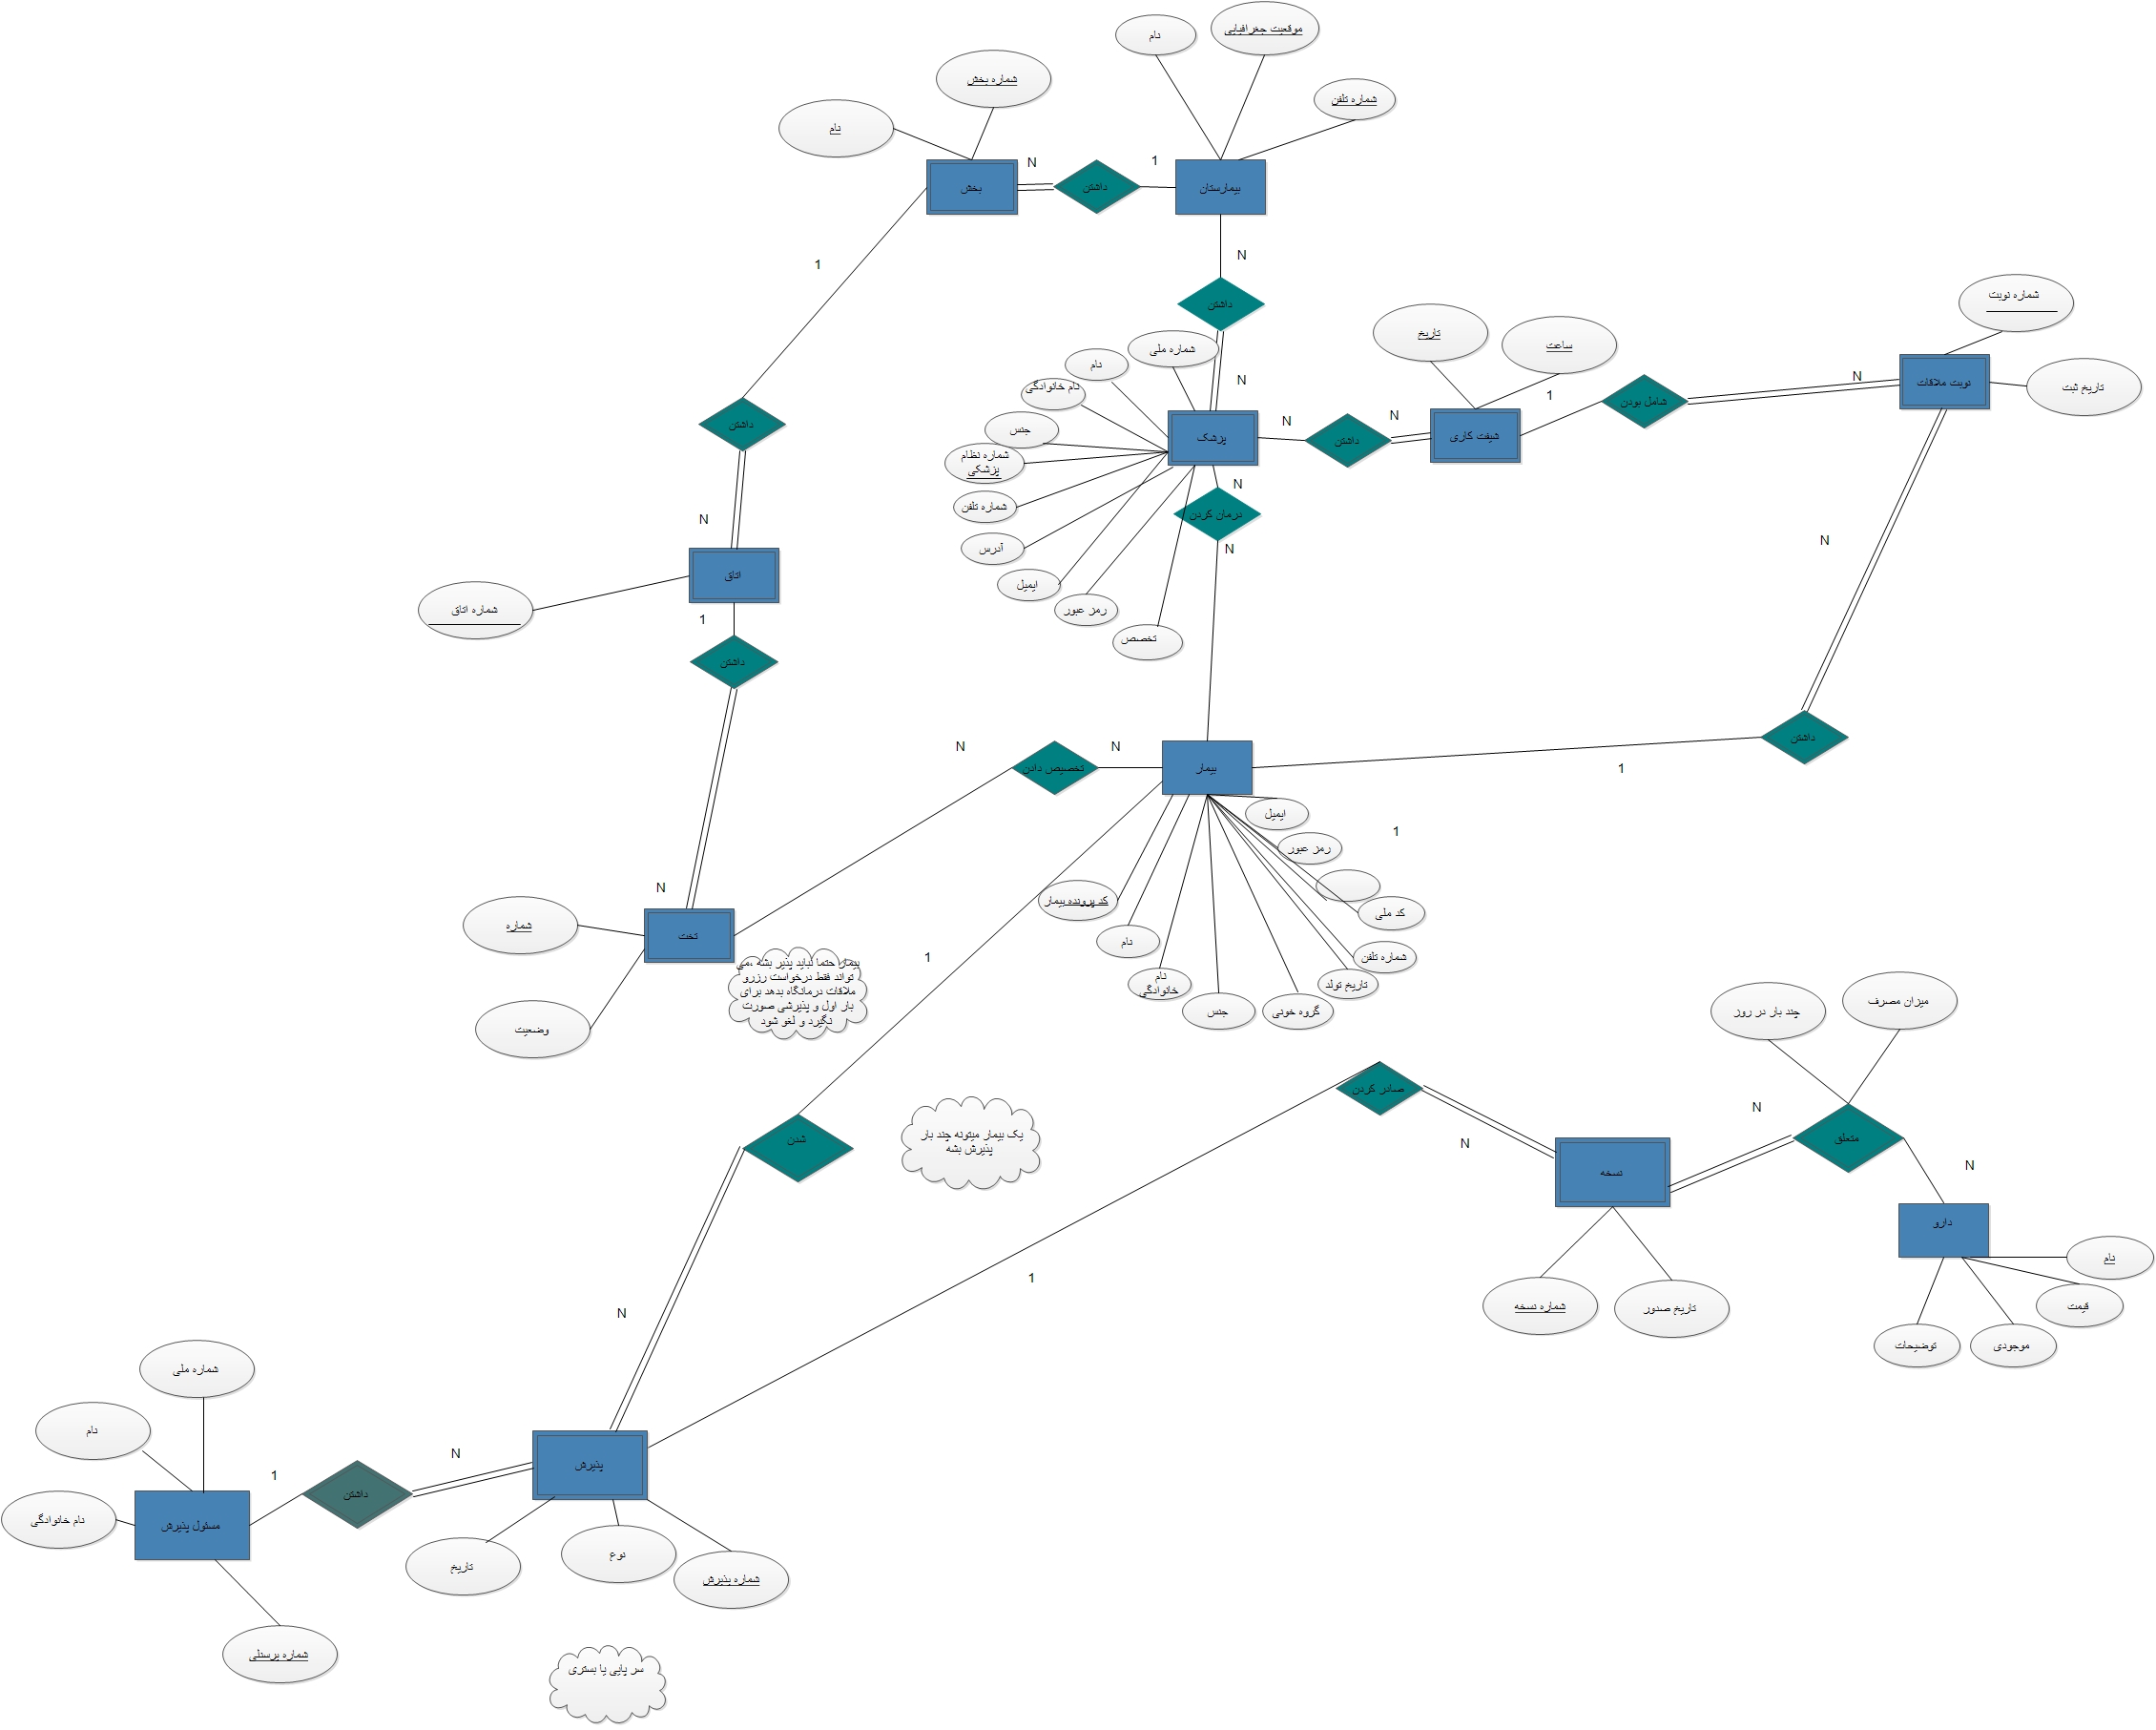 نام
موقعیت جغرافیایی
شماره تلفن
شماره بخش
نام
بخش
N
داشتن
1
بیمارستان
1
N
داشتن
N
شماره ملی
نام
نام خانوادگی
جنس
شماره نظام
پزشکی
شماره تلفن
آدرس
ایمیل
رمز عبور
تخصص
پزشک
N
داشتن
N
تاریخ
ساعت
شیفت کاری
1
شامل بودن
N
شماره نوبت
نوبت ملاقات
تاریخ ثبت
N
داشتن
1
N
درمان کردن
N
داشتن
N
اتاق
شماره اتاق
1
داشتن
N
تخت
شماره
وضعیت
N
تخصیص دادن
N
بیمار
ایمیل
رمز عبور
1
کد ملی
شماره تلفن
تاریخ تولد
گروه خونی
جنس
نام
خانوادگی
نام
کد پرونده بیمار
بیمار حتما نباید پذیر بشه ،می
تواند فقط درخواست رزرو
ملاقات درمانگاه بدهد برای
بار اول و پذیرشی صورت
نگیرد و لغو شود
1
شدن
N
یک بیمار میتونه چند بار
پذیرش بشه
صادر کردن
N
1
نسخه
شماره نسخه
تاریخ صدور
N
متعلق
چند بار در روز
میزان مصرف
N
دارو
نام
قیمت
موجودی
توضیحات
شماره ملی
نام
نام خانوادگی
مسئول پذیرش
شماره پرسنلی
1
داشتن
N
پذیرش
تاریخ
نوع
شماره پذیرش
سر پایی یا بستری